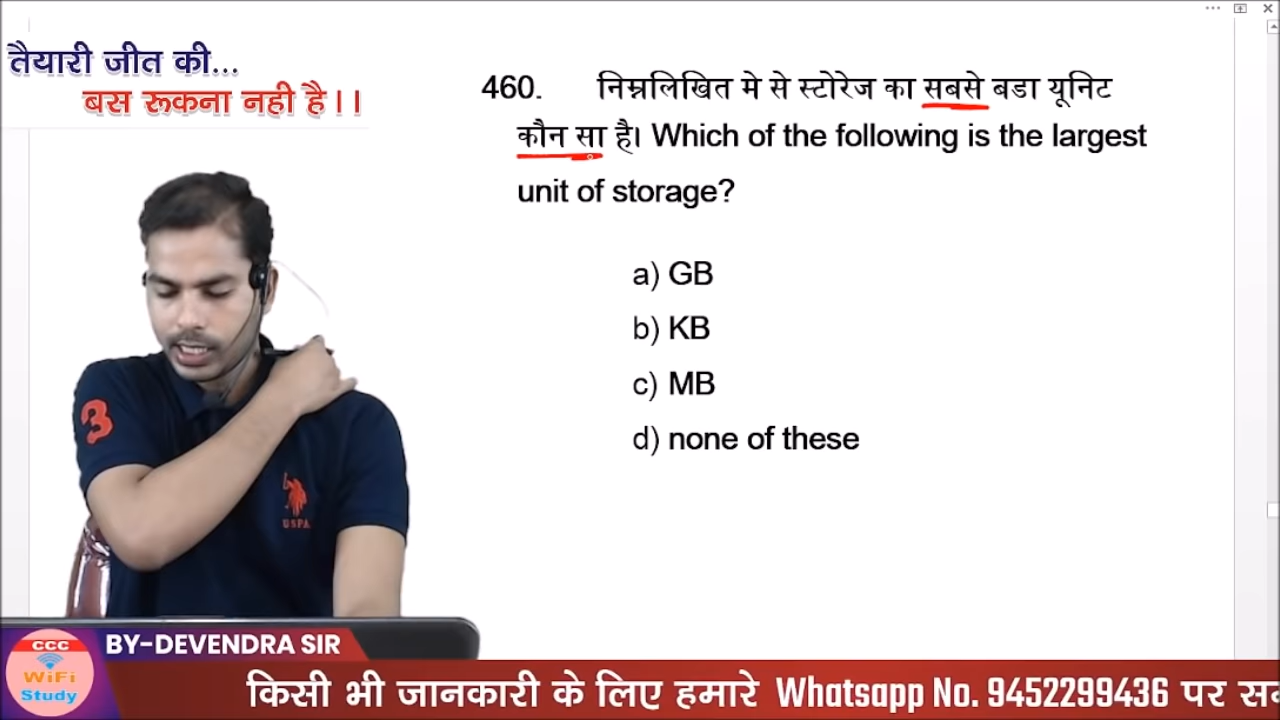 तैयारी जीत की...
बस रूकना नही है।।
460. निम्नलिखित मे से स्टोरेज का सबसे बडा यूनिट
कौन सा है। Which of the following is the largest
unit of storage?
a) GB
b) KB
c) MB
d) none of these
3
USPA
CCC
WiFi
Study
BY-DEVENDRA SIR
किसी भी जानकारी के लिए हमारे Whatsapp No. 9452299436 पर